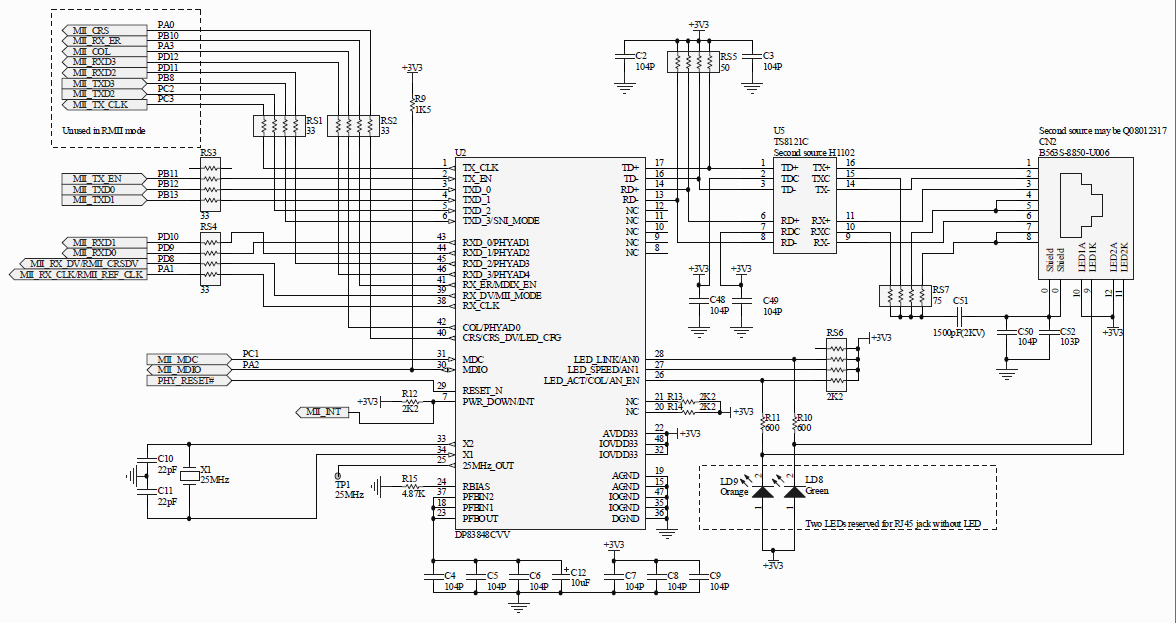 MII_CRS PA0
MII_RX_ER PB10
MII_COL PA3
MII_RXD3 PD12
MII_RXD2 PD11
MII_TXD3 PB8
MII_TXD2 PC2
MII_TX_CLK PC3
Unused in RMII mode
RS1
33
RS2
33
+3V3
R9
1K5
RS3
33
MII_TX_EN PB11
MII_TXD0 PB12
MII_TXD1 PB13
RS4
33
MII_RXD1 PD10
MII_RXD0 PD9
MII_RX_DV/RMII_CRSDV PD8
MII_RX_CLK/RMII_REF_CLK PA1
MII_MDC PC1
MII_MDIO PA2
PHY_RESET#
+3V3
R12
2K2
MII_INT
C10
22pF
C11
22pF
X1
25MHz
TP1
25MHz
R15
4.87K
U2
1 TX_CLK
2 TX_EN
3 TXD_0
4 TXD_1
5 TXD_2
6 TXD_3/SNI_MODE
43 RXD_0/PHYAD1
44 RXD_1/PHYAD2
45 RXD_2/PHYAD3
46 RXD_3/PHYAD4
41 RX_ER/MDIX_EN
39 RX_DV/MII_MODE
38 RX_CLK
42 COL/PHYAD0
40 CRS/CRS_DV/LED_CFG
31 MDC
30 MDIO
29 RESET_N
7 PWR_DOWN/INT
33 X2
34 X1
25 25MHz_OUT
24 RBIAS
37 PFBIN2
18 PFBIN1
23 PFBOUT
DP83848CVV
TD+ 17
TD- 16
RD+ 14
RD- 13
NC 12
NC 11
NC 10
NC 9
NC 8
LED_LINK/AN0 28
LED_SPEED/AN1 27
LED_ACT/COL/AN_EN 26
NC 21
NC 20
AVDD33 22
IOVDD33 48
IOVDD33 32
AGND 19
AGND 15
IOGND 47
IOGND 35
DGND 36
C4
104P
C5
104P
C6
104P
C12
10uF
+
+3V3
C7
104P
C8
104P
C9
104P
+3V3
C2
104P
RS5
50
C3
104P
U5
TS8121C
Second source H1102
1 TD+ TX+ 16
2 TDC TXC 15
3 TD- TX- 14
6 RD+ RX+ 11
7 RDC RXC 10
8 RD- RX- 9
+3V3
C48
104P
+3V3
C49
104P
Second source may be Q08012317
CN2
B563S-8850-U006
1
2
3
4
5
6
7
8
Shield
Shield
LED1A
LED1K
LED2A
LED2K
0
0
10
9
12
11
RS7
75
C51
1500pF(2KV)
C50
104P
C52
103P
+3V3
RS6
2K2
+3V3
R13 2K2
R14 2K2
+3V3
+3V3
R11
600
R10
600
LD9
Orange
2
1
LD8
Green
2
1
Two LEDs reserved for RJ45 jack without LED
+3V3